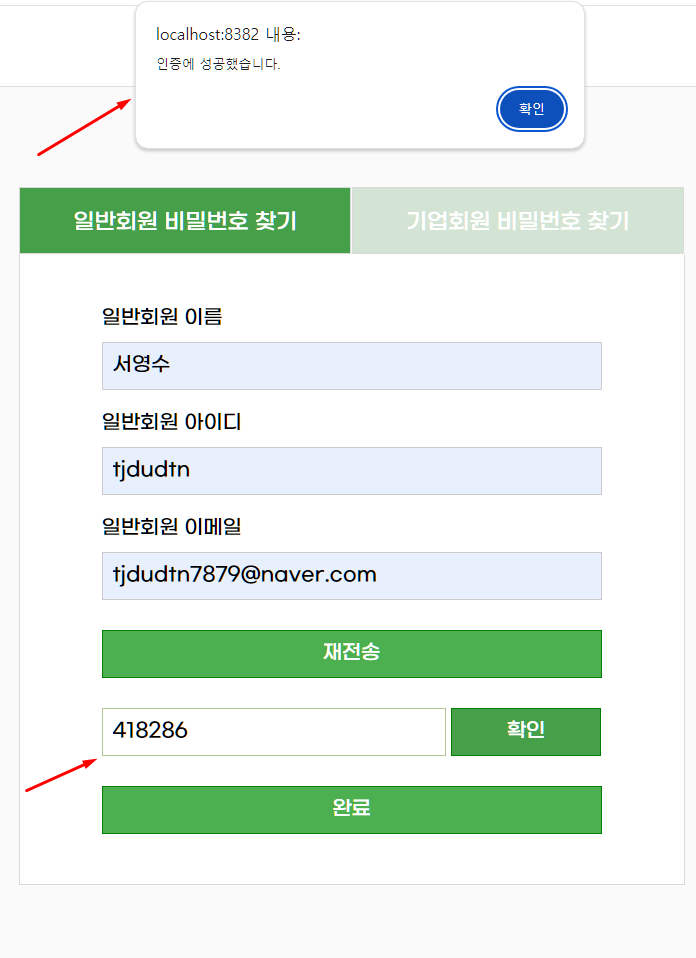 localhost:8382 내용:
인증에 성공했습니다.
확인
일반회원 비밀번호 찾기
기업회원 비밀번호 찾기
일반회원 이름
서영수
일반회원 아이디
tjdudtn
일반회원 이메일
tjdudtn7879@naver.com
재전송
418286
확인
완료